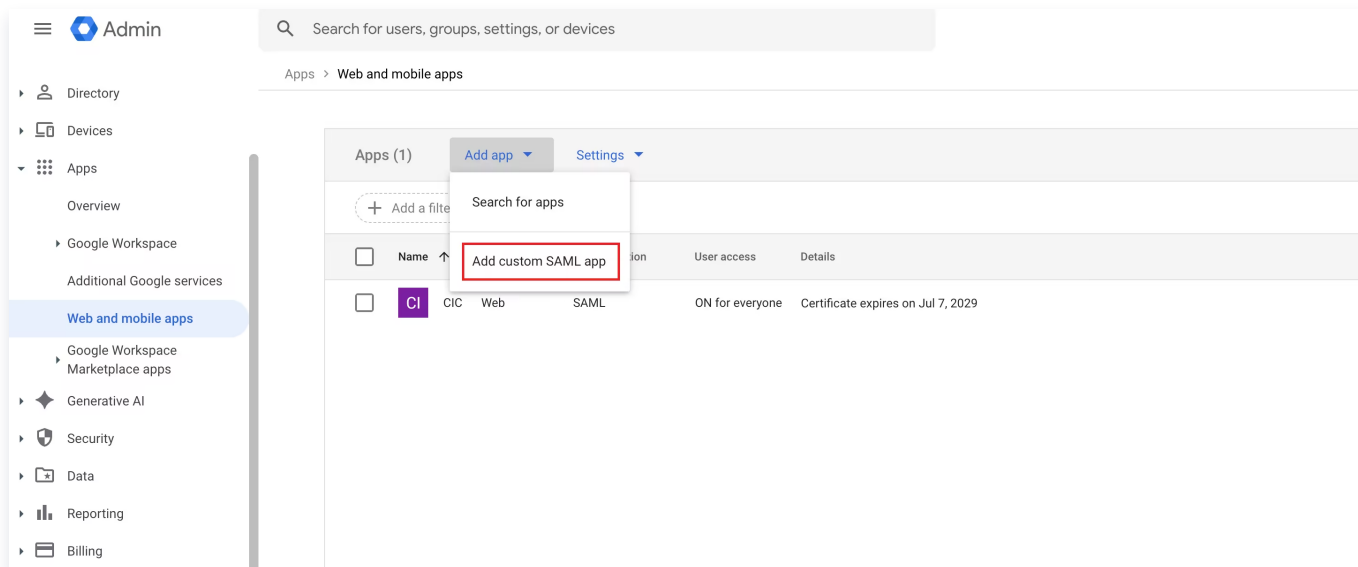 Admin
Search for users, groups, settings, or devices
Apps > Web and mobile apps
Directory
Devices
Apps
Overview
Google Workspace
Additional Google services
Web and mobile apps
Google Workspace
Marketplace apps
Generative AI
Security
Data
Reporting
Billing
Apps (1) Add app Settings
Search for apps
Add custom SAML app
Add a filte
Name User access Details
CI CIC Web SAML ON for everyone Certificate expires on Jul 7, 2029